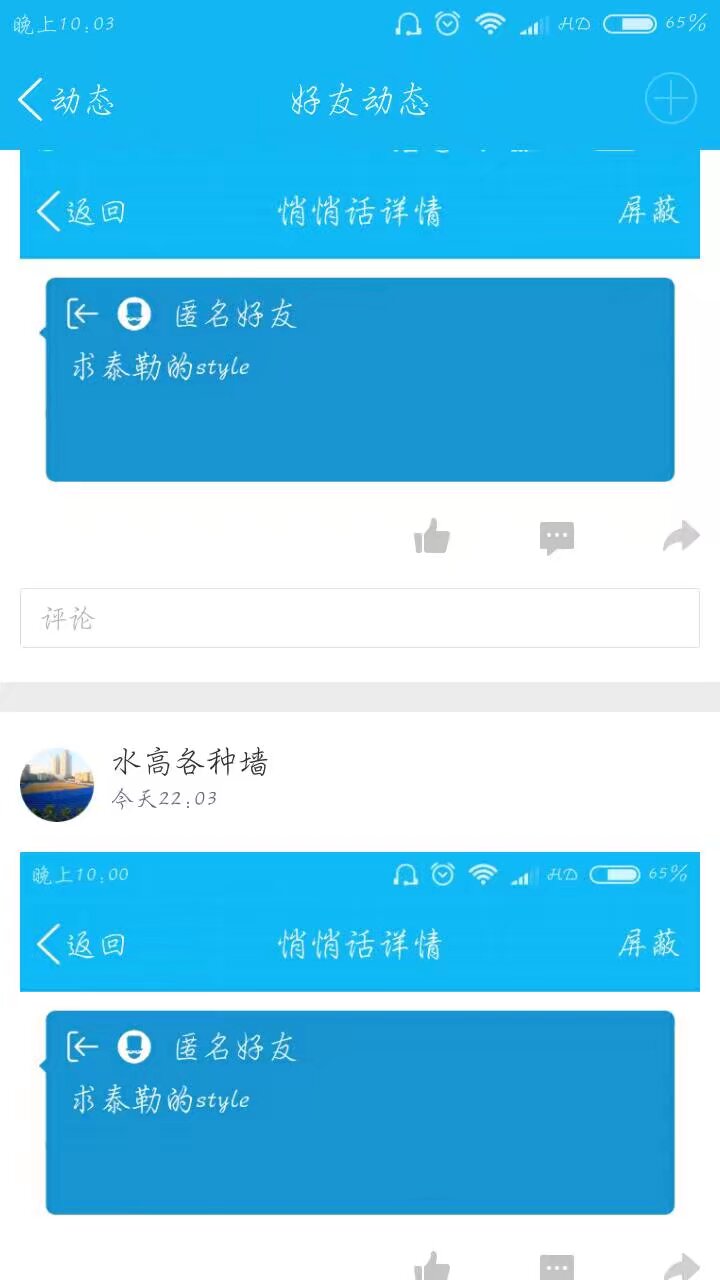 晚上10:03 HD 65%
动态 好友动态
返回 悄悄话详情 屏蔽
匿名好友
求泰勒的style
评论
水高各种墙
今天22:03
晚上10:00 HD 65%
返回 悄悄话详情 屏蔽
匿名好友
求泰勒的style